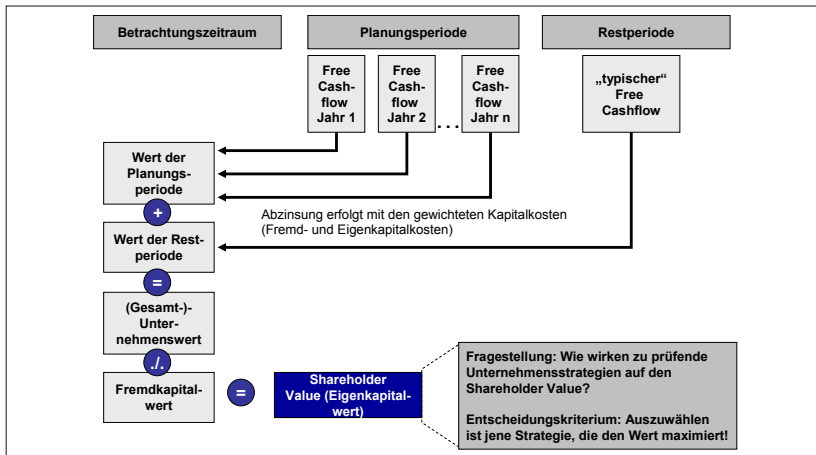 Betrachtungszeitraum
Planungsperiode
Restperiode
Free
Cash-
flow
Jahr 1
Free
Cash-
flow
Jahr 2
. . .
Free
Cash-
flow
Jahr n
„typischer“
Free
Cashflow
Wert der
Planungs-
periode
+
Abzinsung erfolgt mit den gewichteten Kapitalkosten
(Fremd- und Eigenkapitalkosten)
Wert der Rest-
periode
=
(Gesamt-)-
Unter-
nehmenswert
./.
Fremdkapital-
wert
=
Shareholder
Value (Eigenkapital-
wert)
Fragestellung: Wie wirken zu prüfende
Unternehmensstrategien auf den
Shareholder Value?
Entscheidungskriterium: Auszuwählen
ist jene Strategie, die den Wert maximiert!